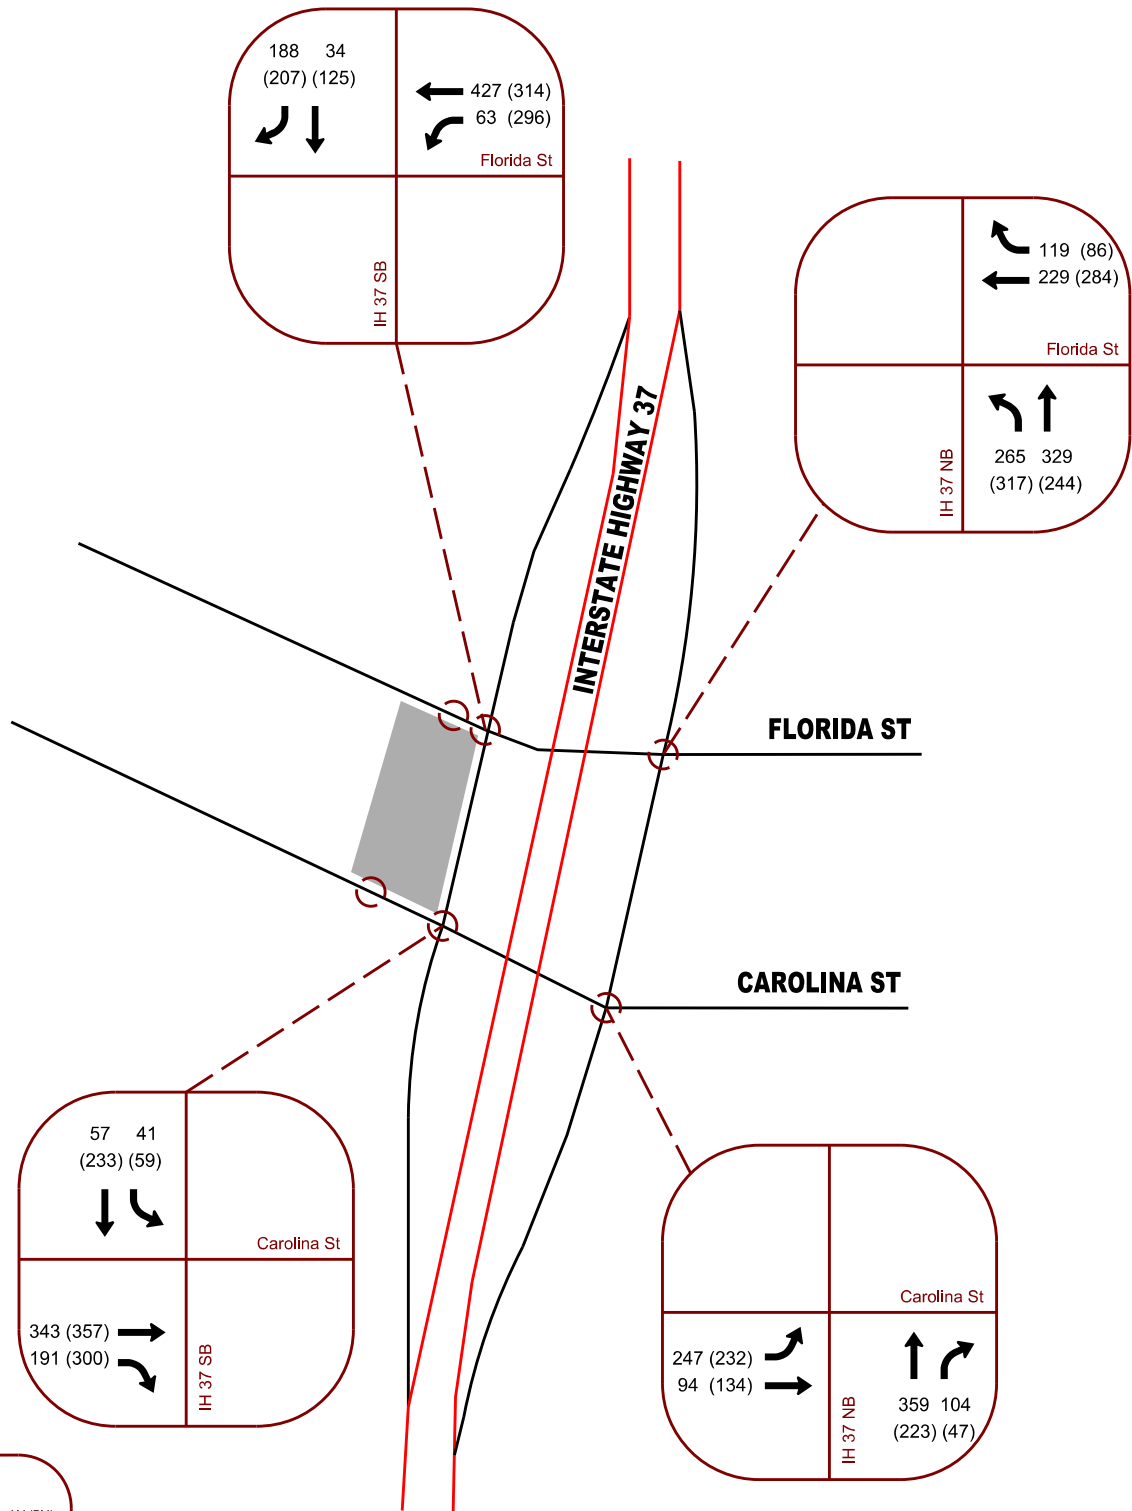 188 34
(207) (125)
427 (314)
63 (296)
Florida St
IH 37 SB
119 (86)
229 (284)
Florida St
IH 37 NB
265 329
(317) (244)
INTERSTATE HIGHWAY 37
FLORIDA ST
CAROLINA ST
57 41
(233) (59)
Carolina St
343 (357)
191 (300)
IH 37 SB
Carolina St
247 (232)
94 (134)
IH 37 NB
359 104
(223) (47)